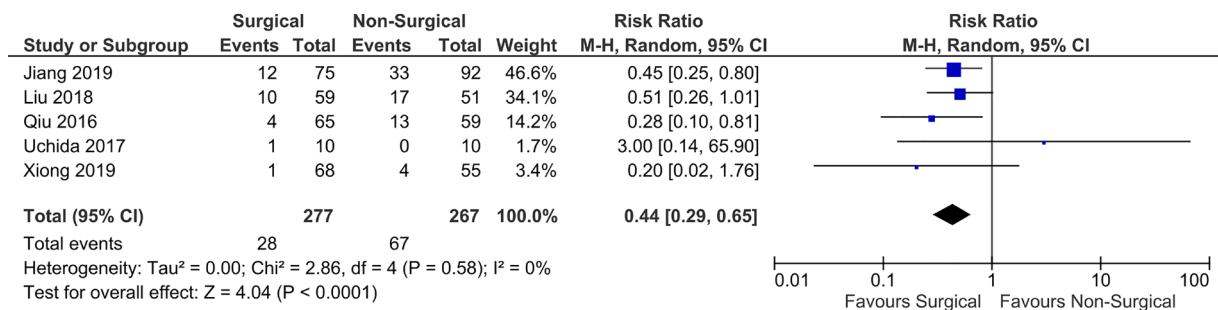 Surgical Non-Surgical Risk Ratio Risk Ratio
Study or Subgroup Events Total Events Total Weight M-H, Random, 95% CI M-H, Random, 95% CI
Jiang 2019 12 75 33 92 46.6% 0.45 [0.25, 0.80]
Liu 2018 10 59 17 51 34.1% 0.51 [0.26, 1.01]
Qiu 2016 4 65 13 59 14.2% 0.28 [0.10, 0.81]
Uchida 2017 1 10 0 10 1.7% 3.00 [0.14, 65.90]
Xiong 2019 1 68 4 55 3.4% 0.20 [0.02, 1.76]
Total (95% CI) 277 267 100.0% 0.44 [0.29, 0.65]
Total events 28 67
Heterogeneity: Tau² = 0.00; Chi² = 2.86, df = 4 (P = 0.58); I² = 0%
Test for overall effect: Z = 4.04 (P < 0.0001)
0.01 0.1 1 10 100
Favours Surgical Favours Non-Surgical